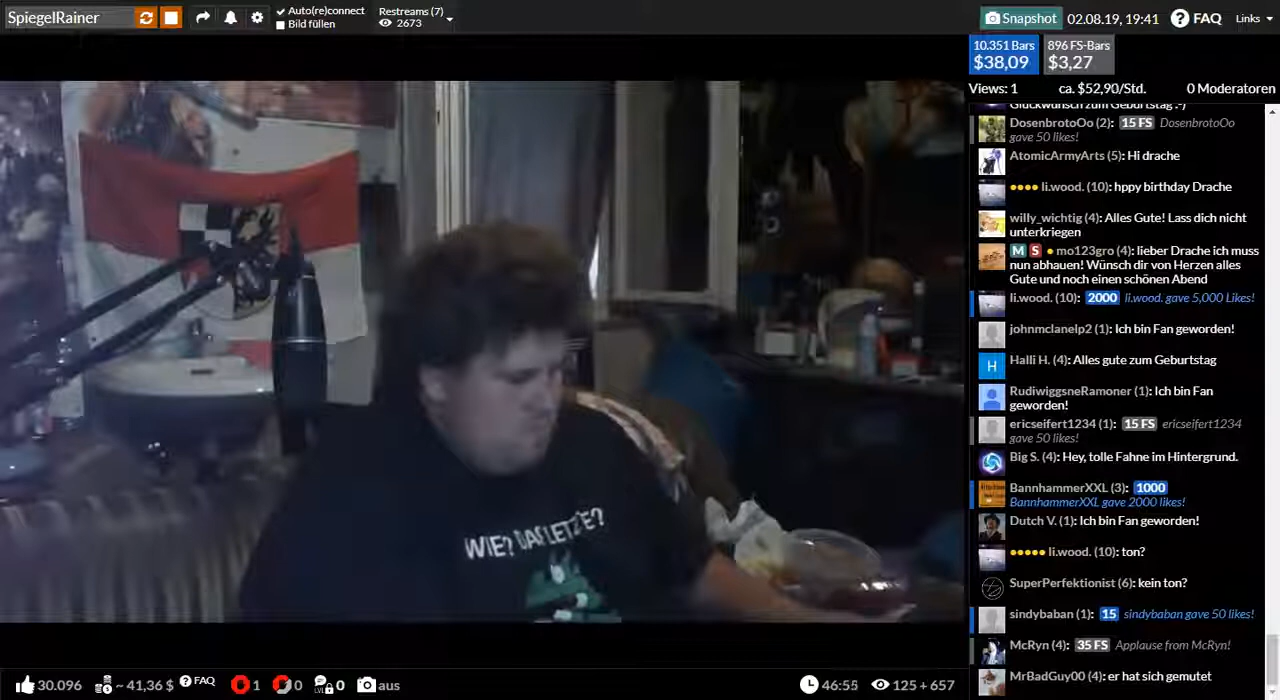 SpiegelRainer
Auto(re)connect
Bild füllen
Restreams (7)
2673
Snapshot
02.08.19, 19:41
FAQ
Links
10.351 Bars
$38,09
896 FS-Bars
$3,27
Views: 1
ca. $52,90/Std.
0 Moderatoren
Glückwunsch zum Geburtstag :-)
DosenbrotoOo (2): 15 FS DosenbrotoOo
gave 50 likes!
AtomicArmyArts (5): Hi drache
li.wood. (10): hppy birthday Drache
willy_wichtig (4): Alles Gute! Lass dich nicht
unterkriegen
M S mo123gro (4): lieber Drache ich muss
nun abhauen! Wünsch dir von Herzen alles
Gute und noch einen schönen Abend
li.wood. (10): 2000 li.wood. gave 5,000 Likes!
johnmclanelp2 (1): Ich bin Fan geworden!
H
Halli H. (4): Alles gute zum Geburtstag
RudiwiggsneRamoner (1): Ich bin Fan
geworden!
ericseifert1234 (1): 15 FS ericseifert1234
gave 50 likes!
Big S. (4): Hey, tolle Fahne im Hintergrund.
BannhammerXXL (3): 1000
BannhammerXXL gave 2000 likes!
Dutch V. (1): Ich bin Fan geworden!
li.wood. (10): ton?
SuperPerfektionist (6): kein ton?
sindybaban (1): 15 sindybaban gave 50 likes!
McRyn (4): 35 FS Applause from McRyn!
MrBadGuy00 (4): er hat sich gemutet
WIE? DAS LETZTE?
30.096
~ 41,36 $
FAQ
1
1
LVL
0
aus
46:55
125 + 657